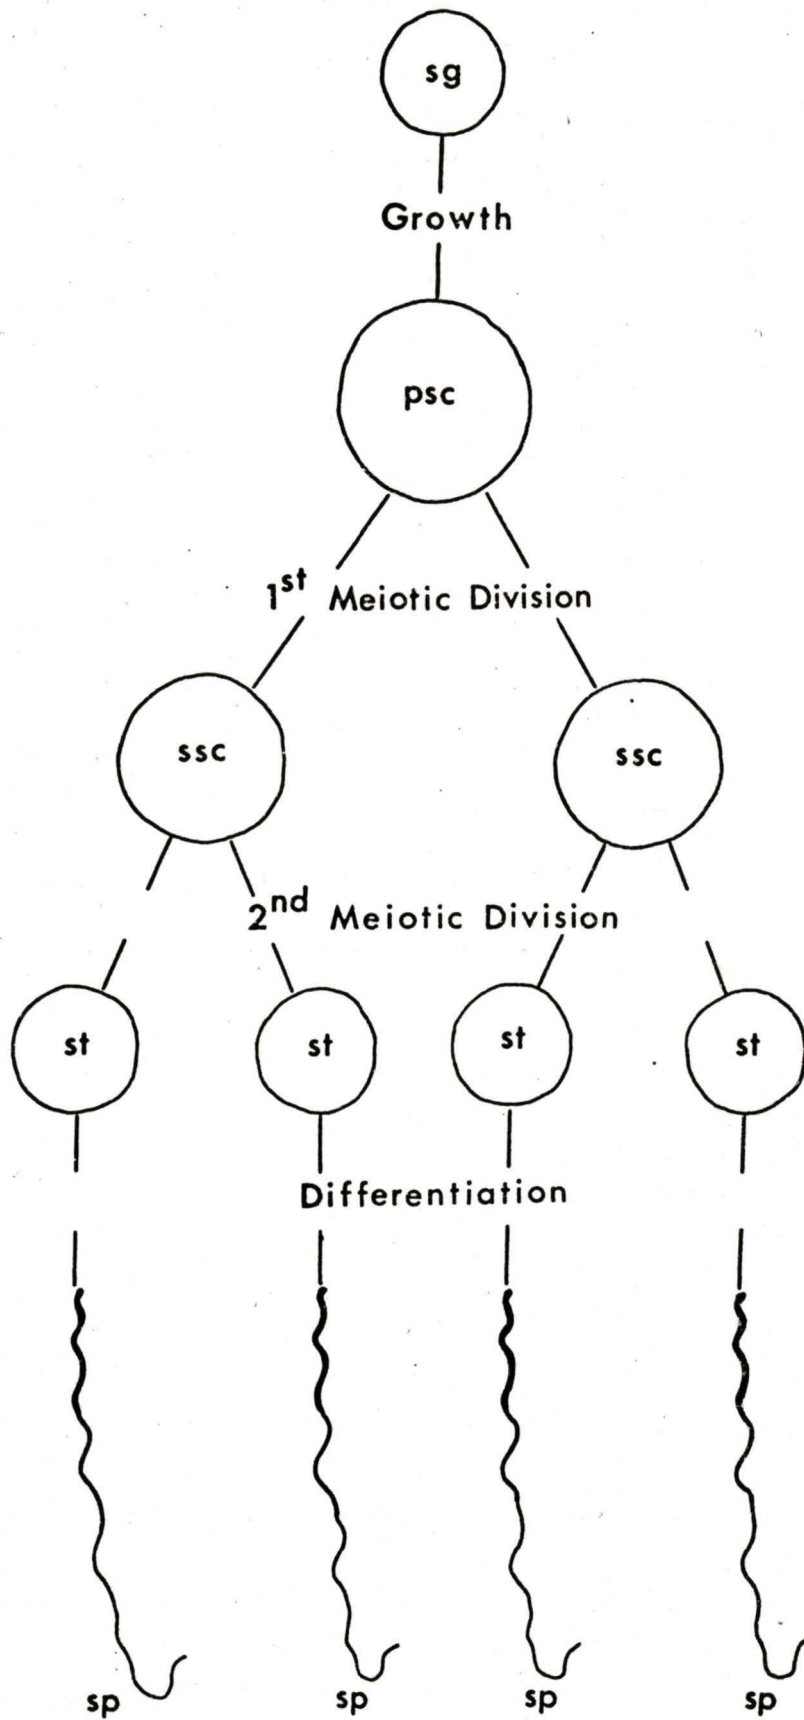 sg
Growth
psc
1st Meiotic Division
ssc ssc
2nd Meiotic Division
st st st st
Differentiation
sp sp sp sp